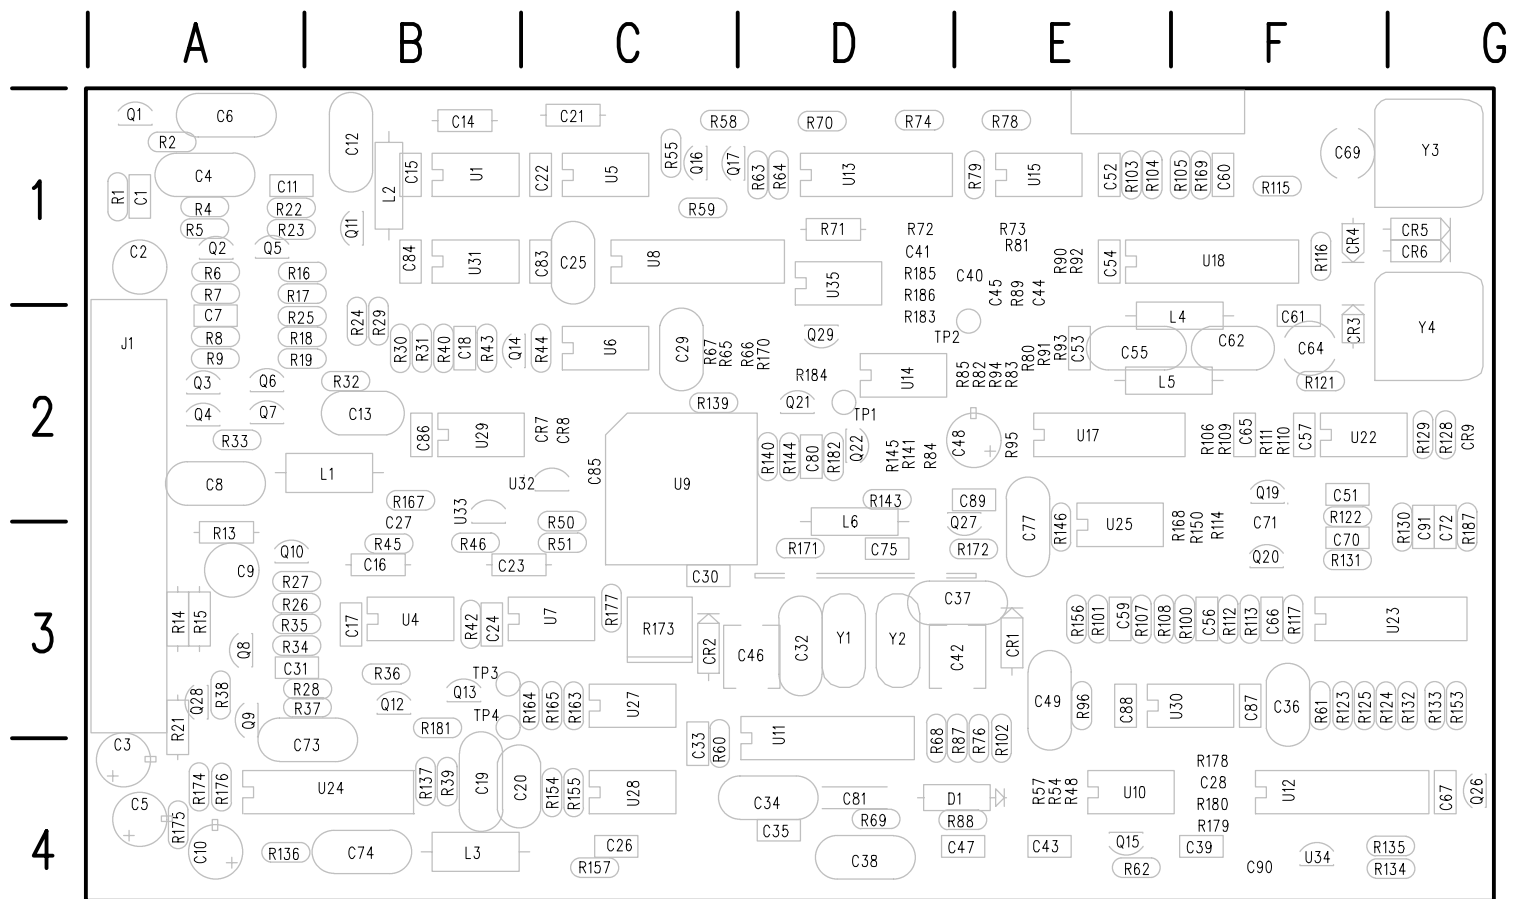 A B C D E F G
1
Q1 C6 C12 C14 C21 R58 R70 R74 R78
R2 C4 L2 C15 U1 C22 U5 R55 Q16 Q17 R63 R64 U13 R79 U15 C52 R103 R104 R105 R169 C60 C69 Y3
R1 C1 C11 R115
R4 R22 R59
R5 R23 Q11 R71 R72 R73 CR4 CR5
C2 Q2 Q5 C84 U31 C83 C25 U8 C41 R81 R90 R92 C54 U18 R116 CR6
R6 R16 U35 R185 C40
R7 R17 R186 C45 R89 C44
C7 R25 R24 R29 R183 L4 C61 CR3 Y4
J1 R8 R18 R30 R31 R40 C18 R43 Q14 R44 U6 C29 R67 R65 R66 R170 Q29 TP2 R80 R91 R93 C53 C55 C62 C64
R9 R19
2
Q3 Q6 R32 R184 U14 R85 R82 R94 R83 L5 R121
Q4 Q7 C13 R139 Q21 TP1
R33 C86 U29 CR7 CR8 R140 R144 C80 R182 Q22 R145 R141 R84 C48 R95 U17 R106 R109 C65 R111 R110 C57 U22 R129 R128 CR9
C8 L1 U32 C85 U9
R167 U33 R143 C89 C77 Q19 C51
R13 C27 R50 L6 Q27 R146 U25 R168 R150 R114 C71 R122 R130 C91 C72 R187
Q10 R45 R46 R51 R171 C75 R172 Q20 C70
C9 C16 C23 R131
R27 C30
3
R26 C37
R14 R15 R35 C17 U4 R42 C24 U7 R177 R173 CR2 C46 C32 Y1 Y2 C42 CR1 R156 R101 C59 R107 R108 R100 C56 R112 R113 C66 R117 U23
Q8 R34
C31 R36 TP3
Q28 R38 R28 Q12 Q13 R164 R165 R163 U27 C49 R96 C88 U30 C87 C36 R61 R123 R125 R124 R132 R133 R153
R21 Q9 R37 R181 TP4
C3 C73 C33 R60 U11 R68 R87 R76 R102
R178
4
R174 R176 U24 R137 R39 C19 C20 R154 R155 U28 C34 C81 D1 R57 R54 R48 U10 C28 U12 C67 Q26
C5 R175 C35 R69 R88 R180
R179
C10 R136 C74 L3 C26 C38 C47 C43 Q15 C39 R135
R157 R62 C90 U34 R134